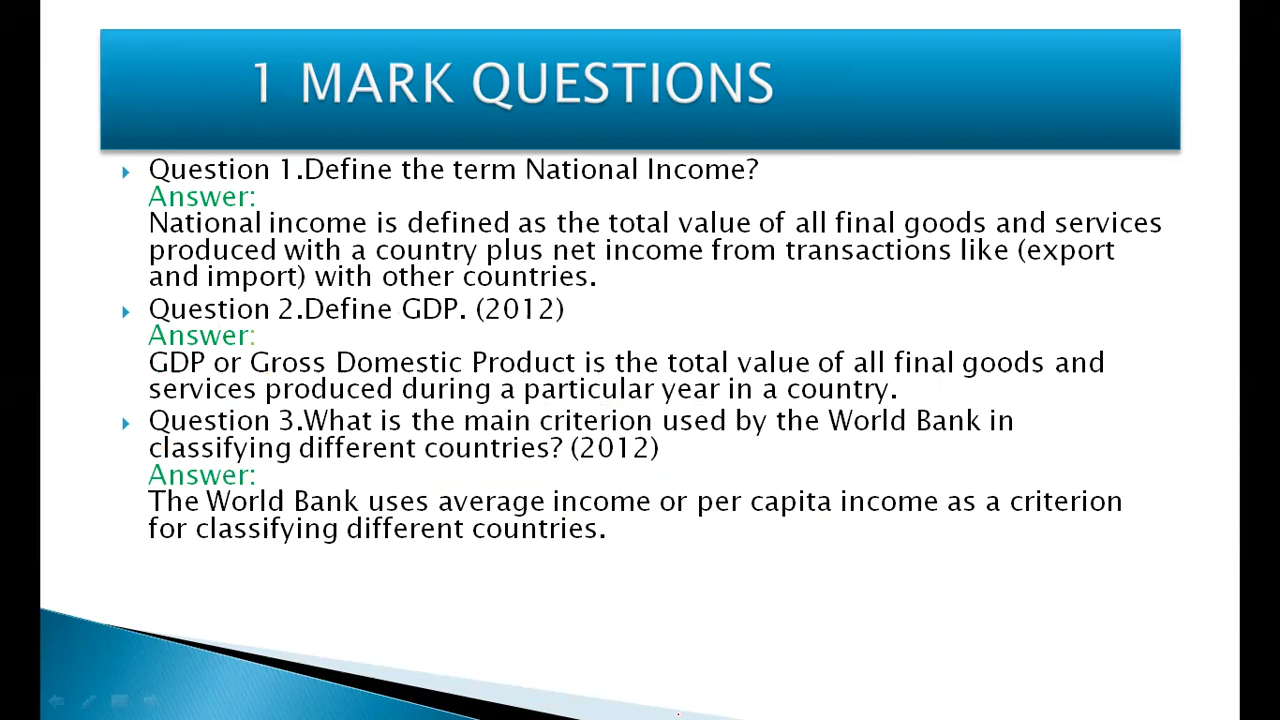 1 MARK QUESTIONS
Question 1.Define the term National Income?
Answer:
National income is defined as the total value of all final goods and services
produced with a country plus net income from transactions like (export
and import) with other countries.
Question 2.Define GDP. (2012)
Answer:
GDP or Gross Domestic Product is the total value of all final goods and
services produced during a particular year in a country.
Question 3.What is the main criterion used by the World Bank in
classifying different countries? (2012)
Answer:
The World Bank uses average income or per capita income as a criterion
for classifying different countries.